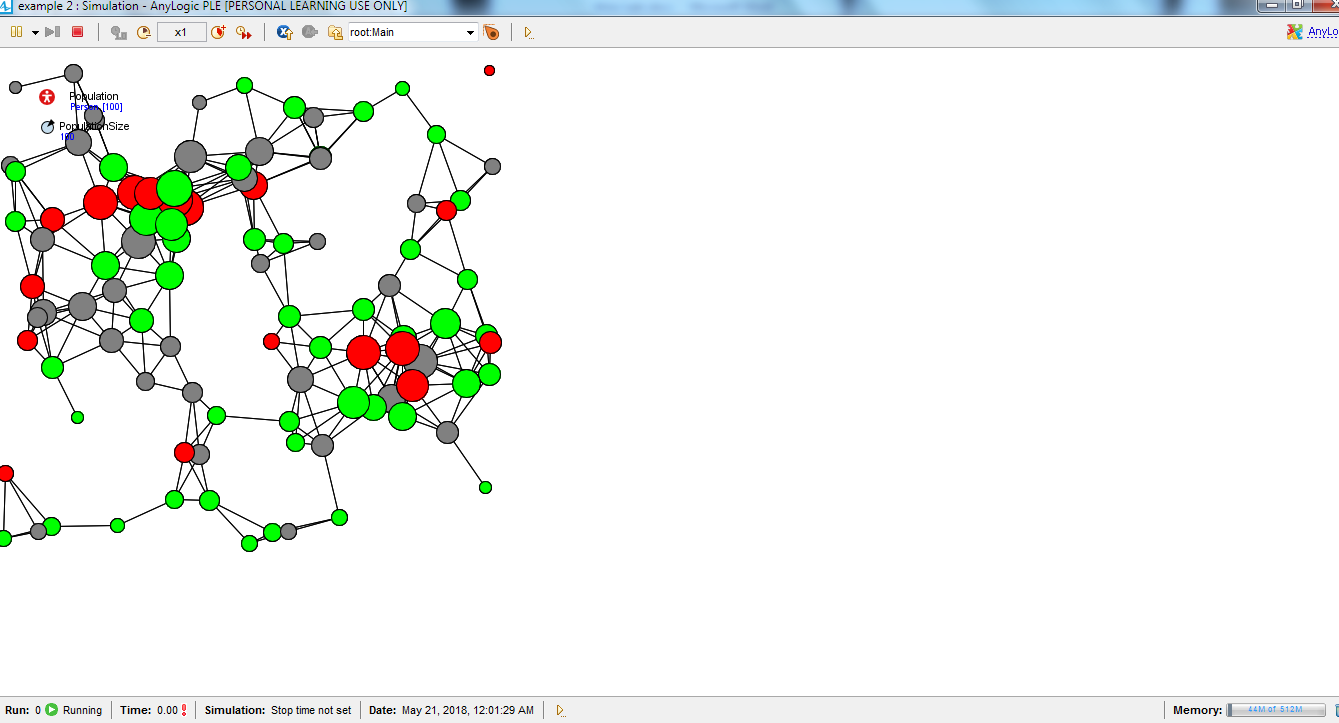 example 2 : Simulation - AnyLogic PLE [PERSONAL LEARNING USE ONLY]
x1
root:Main
AnyLo
Population
Person [100]
PopulationSize
100
Run: 0 Running
Time: 0.00
Simulation: Stop time not set
Date: May 21, 2018, 12:01:29 AM
Memory: 44M of 512M